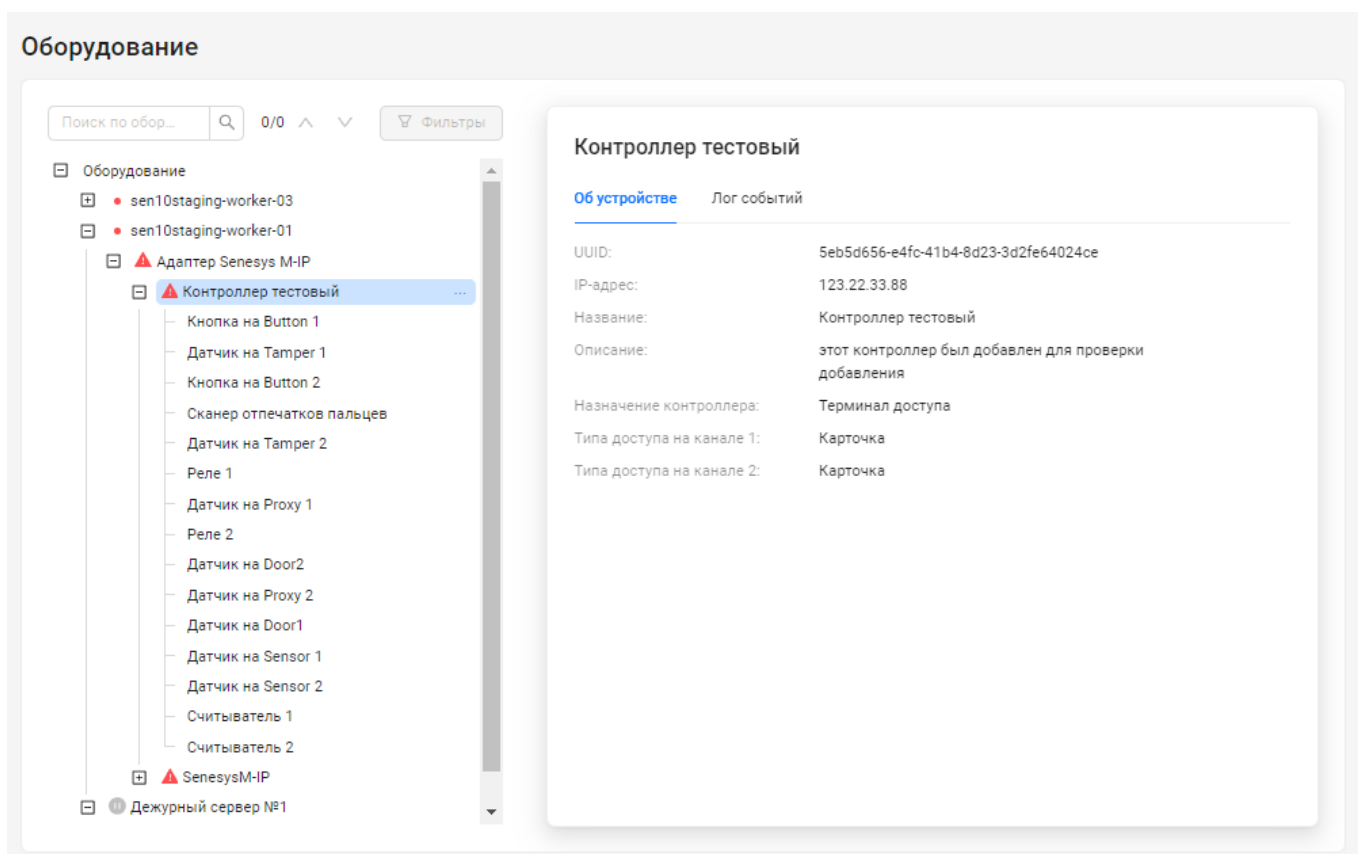 Оборудование
Поиск по обор...
0/0
Фильтры
Оборудование
sen10staging-worker-03
sen10staging-worker-01
Адаптер Senesys M-IP
Контроллер тестовый
...
Кнопка на Button 1
Датчик на Tamper 1
Кнопка на Button 2
Сканер отпечатков пальцев
Датчик на Tamper 2
Реле 1
Датчик на Proxy 1
Реле 2
Датчик на Door2
Датчик на Proxy 2
Датчик на Door1
Датчик на Sensor 1
Датчик на Sensor 2
Считыватель 1
Считыватель 2
SenesysM-IP
Дежурный сервер №1
Контроллер тестовый
Об устройстве Лог событий
UUID: 5eb5d656-e4fc-41b4-8d23-3d2fe64024ce
IP-адрес: 123.22.33.88
Название: Контроллер тестовый
Описание: этот контроллер был добавлен для проверки
добавления
Назначение контроллера: Терминал доступа
Типа доступа на канале 1: Карточка
Типа доступа на канале 2: Карточка